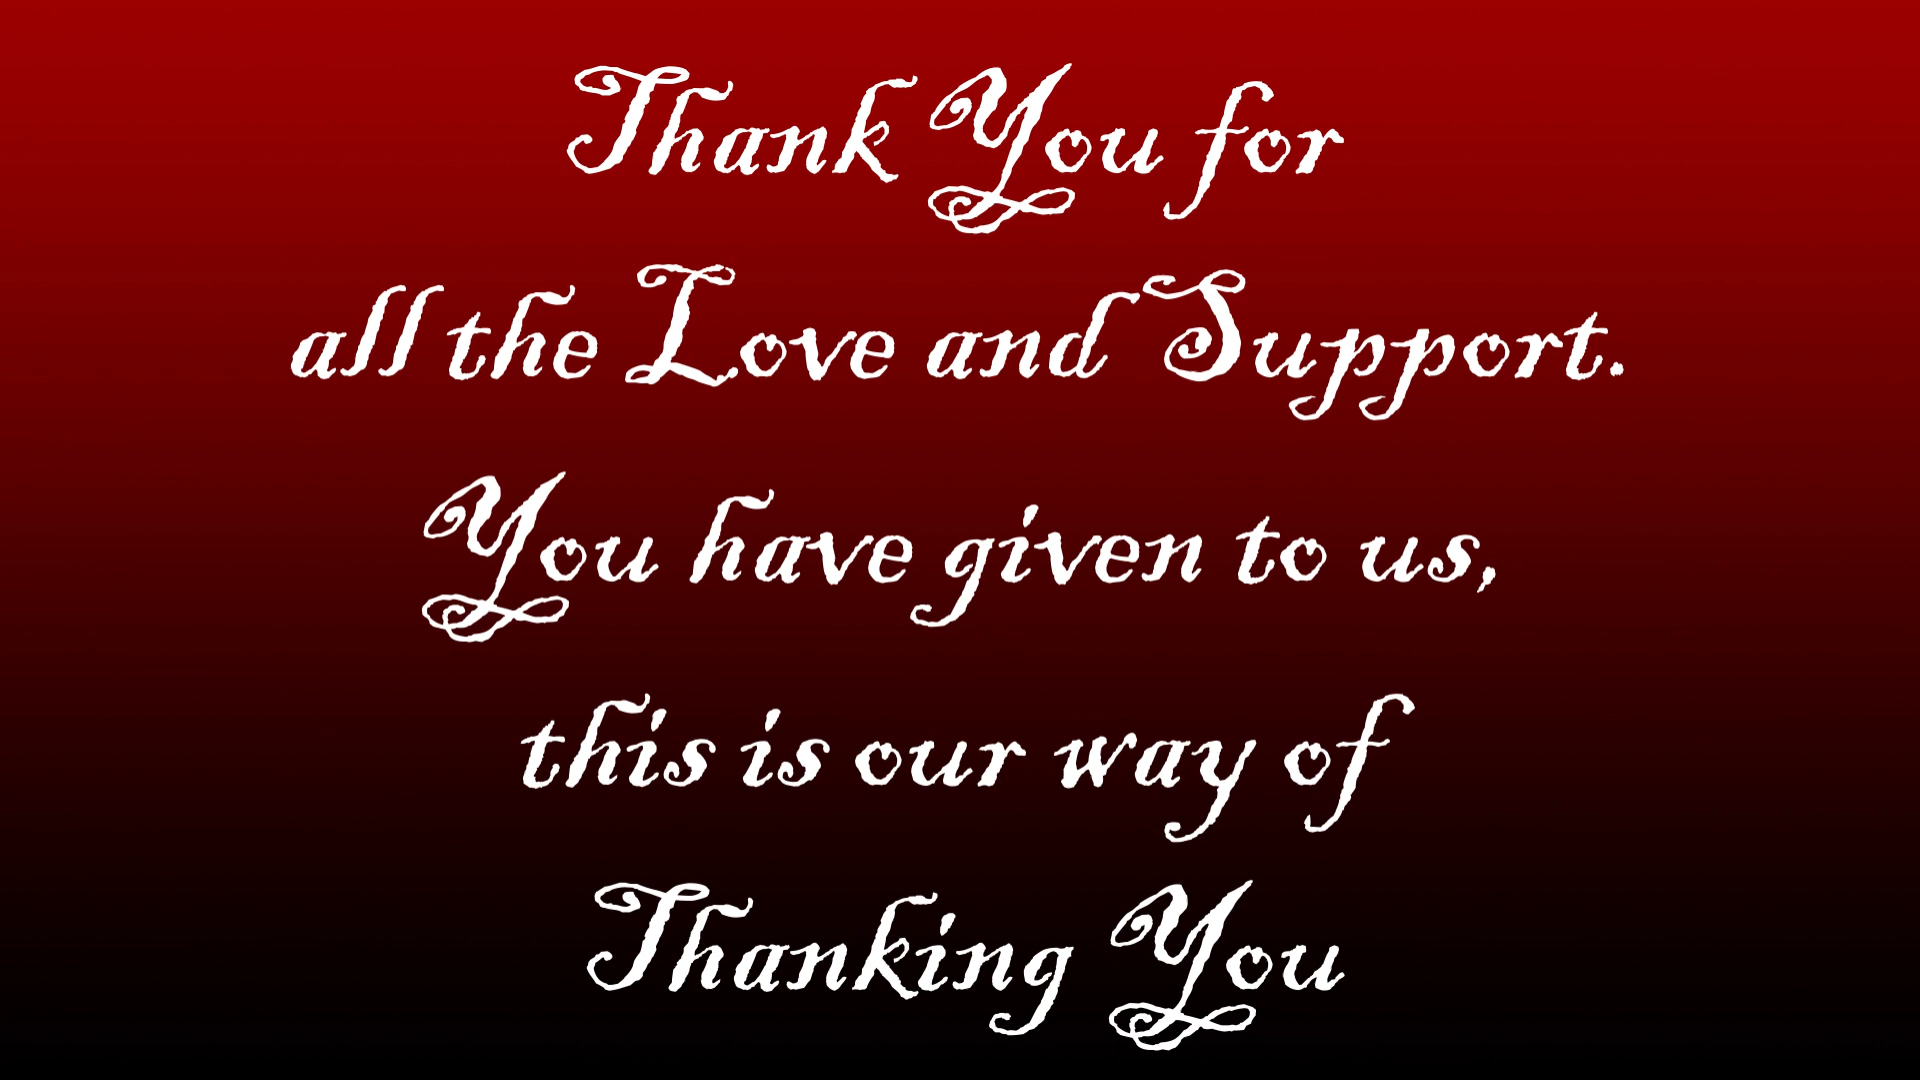 Thank You for
all the Love and Support.
You have given to us,
this is our way of
Thanking You